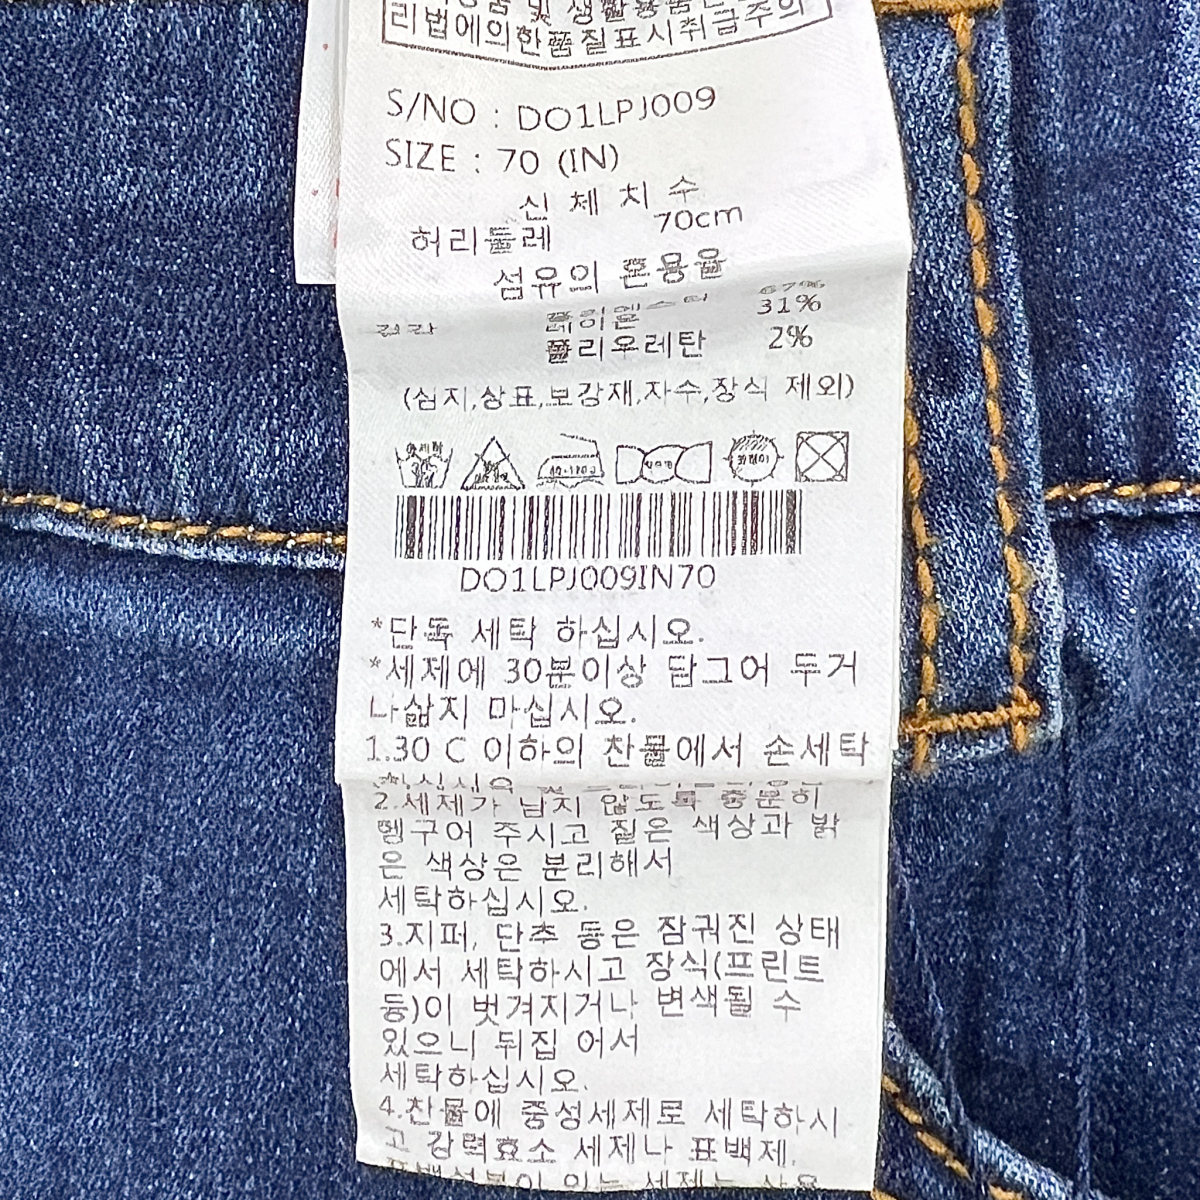 리법에의한품질표시취급주의
S/NO : DO1LPJ009
SIZE : 70 (IN)
신 체 치 수
허리둘레 70cm
섬유의 혼용율
겉감 67%
31%
폴리우레탄 2%
(심지,상표,보강재,자수,장식 제외)
DO1LPJ009IN70
*단독 세탁 하십시오.
*세제에 30분이상 담그어 두거
나삶지 마십시오.
1.30 C 이하의 찬물에서 손세탁
2.세제가 남지 않도록 충분히
헹구어 주시고 짙은 색상과 밝
은 색상은 분리해서
세탁하십시오.
3.지퍼, 단추 등은 잠궈진 상태
에서 세탁하시고 장식(프린트
등)이 벗겨지거나 변색될 수
있으니 뒤집 어서
세탁하십시오.
4.찬물에 중성세제로 세탁하시
고 강력효소 세제나 표백제,